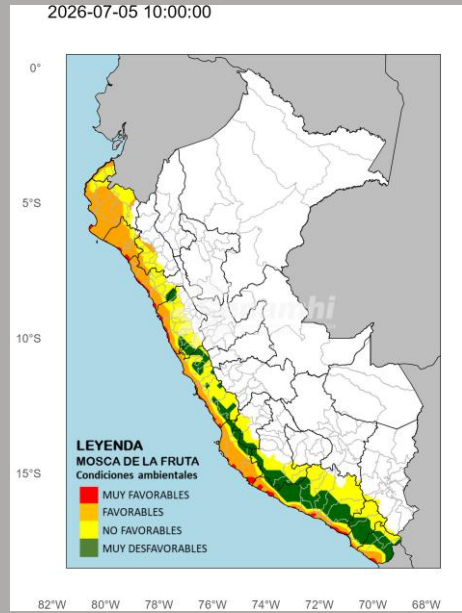 2026-07-05 10:00:00
0°
5°S
10°S
15°S
LEYENDA
MOSCA DE LA FRUTA
Condiciones ambientales
MUY FAVORABLES
FAVORABLES
NO FAVORABLES
MUY DESFAVORABLES
82°W 80°W 78°W 76°W 74°W 72°W 70°W 68°W